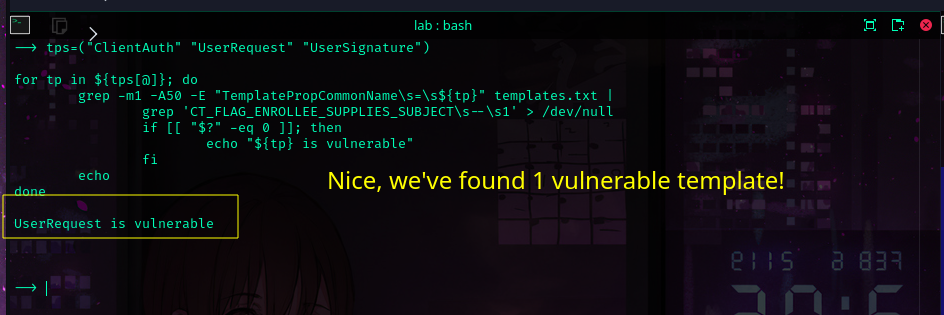 lab : bash
—> tps=("ClientAuth" "UserRequest" "UserSignature")
for tp in ${tps[@]}; do
grep -m1 -A50 -E "TemplatePropCommonName\s=\s${tp}" templates.txt |
grep 'CT_FLAG_ENROLLEE_SUPPLIES_SUBJECT\s--\s1' > /dev/null
if [[ "$?" -eq 0 ]]; then
echo "${tp} is vulnerable"
fi
echo
done
Nice, we've found 1 vulnerable template!
UserRequest is vulnerable
—>